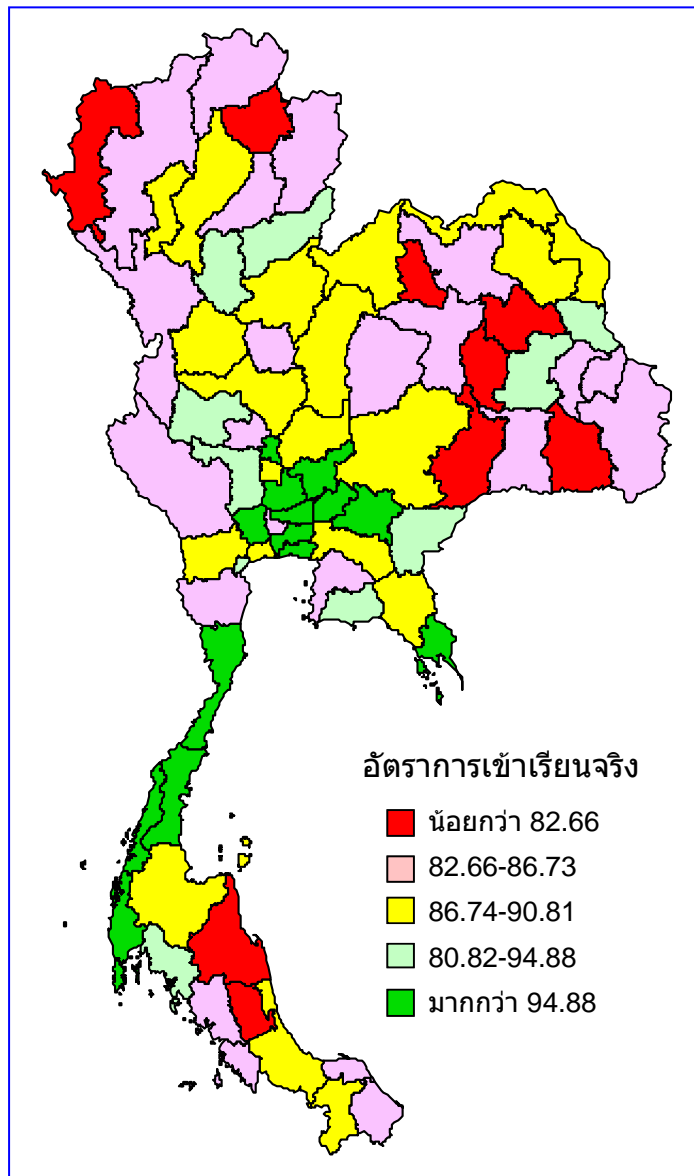 อัตราการเข้าเรียนจริง
น้อยกว่า 82.66
82.66-86.73
86.74-90.81
80.82-94.88
มากกว่า 94.88